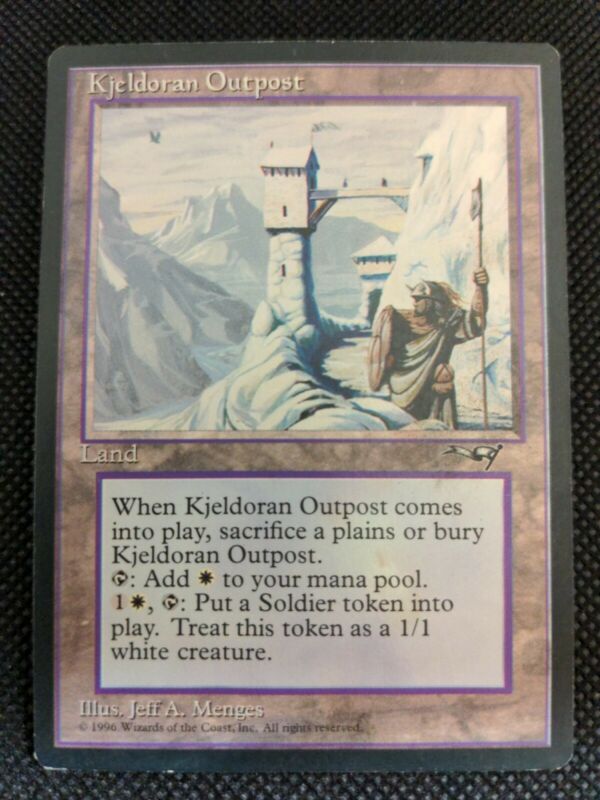 Kjeldoran Outpost
Land
When Kjeldoran Outpost comes
into play, sacrifice a plains or bury
Kjeldoran Outpost.
: Add to your mana pool.
1 , : Put a Soldier token into
play. Treat this token as a 1/1
white creature.
Illus. Jeff A. Menges
© 1996 Wizards of the Coast, Inc. All rights reserved.